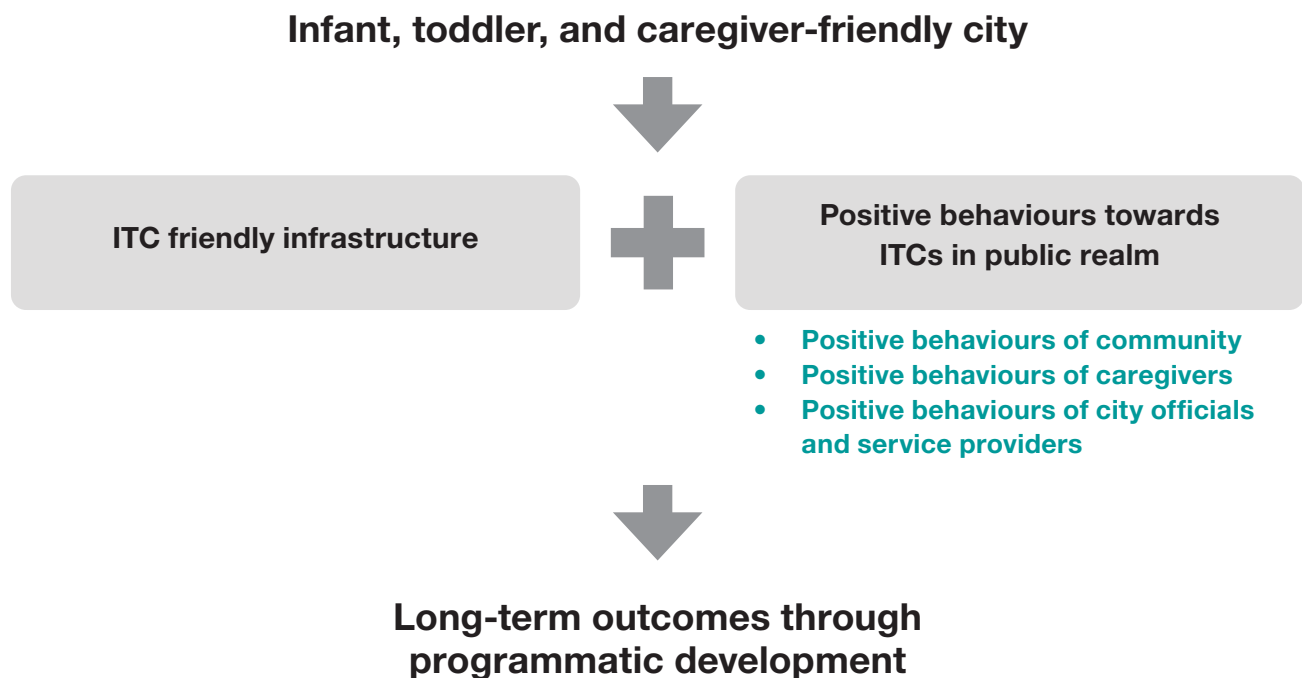 Infant, toddler, and caregiver-friendly city
ITC friendly infrastructure
Positive behaviours towards
ITCs in public realm
• Positive behaviours of community
• Positive behaviours of caregivers
• Positive behaviours of city officials
and service providers
Long-term outcomes through
programmatic development